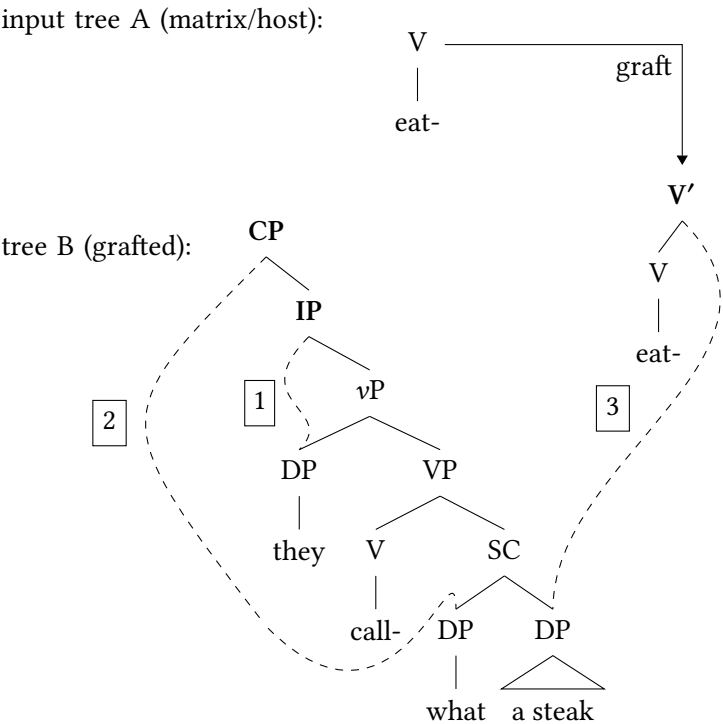 input tree A (matrix/host):
V
graft
eat-
V′
CP
tree B (grafted):
V
IP
eat-
vP
1
3
2
DP
VP
they
V
SC
call-
DP
DP
what
a steak